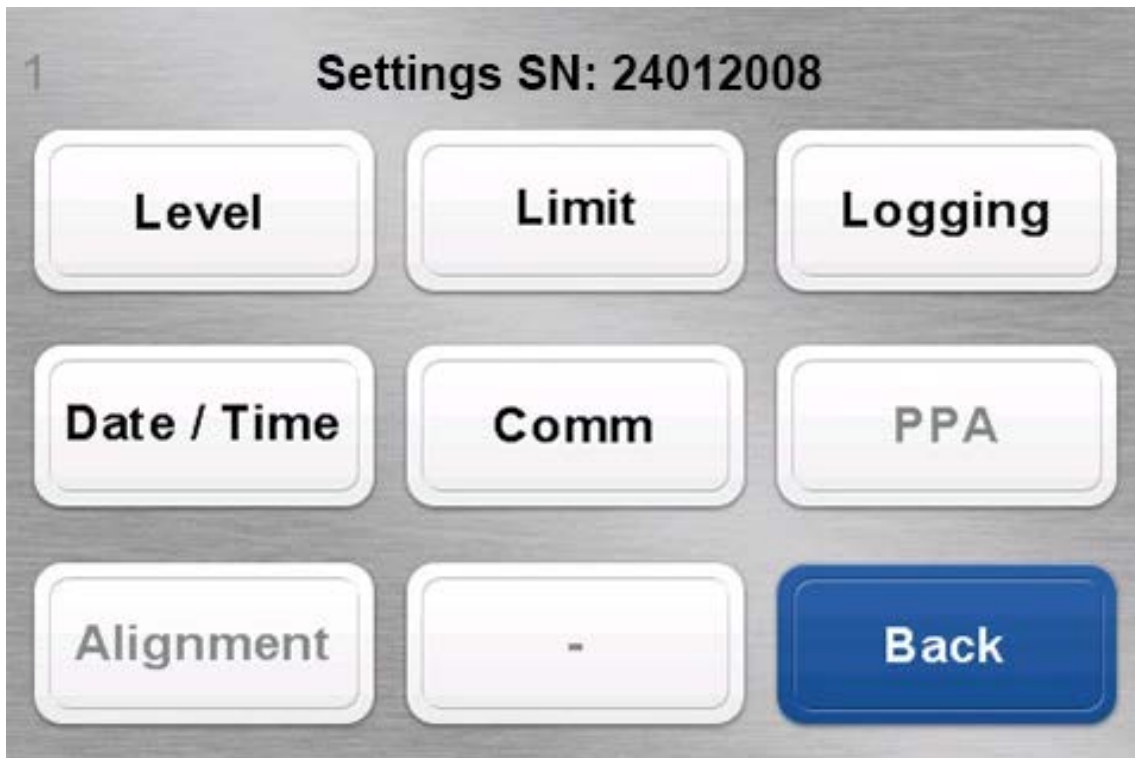 1
Settings SN: 24012008
Level
Limit
Logging
Date / Time
Comm
PPA
Alignment
-
Back